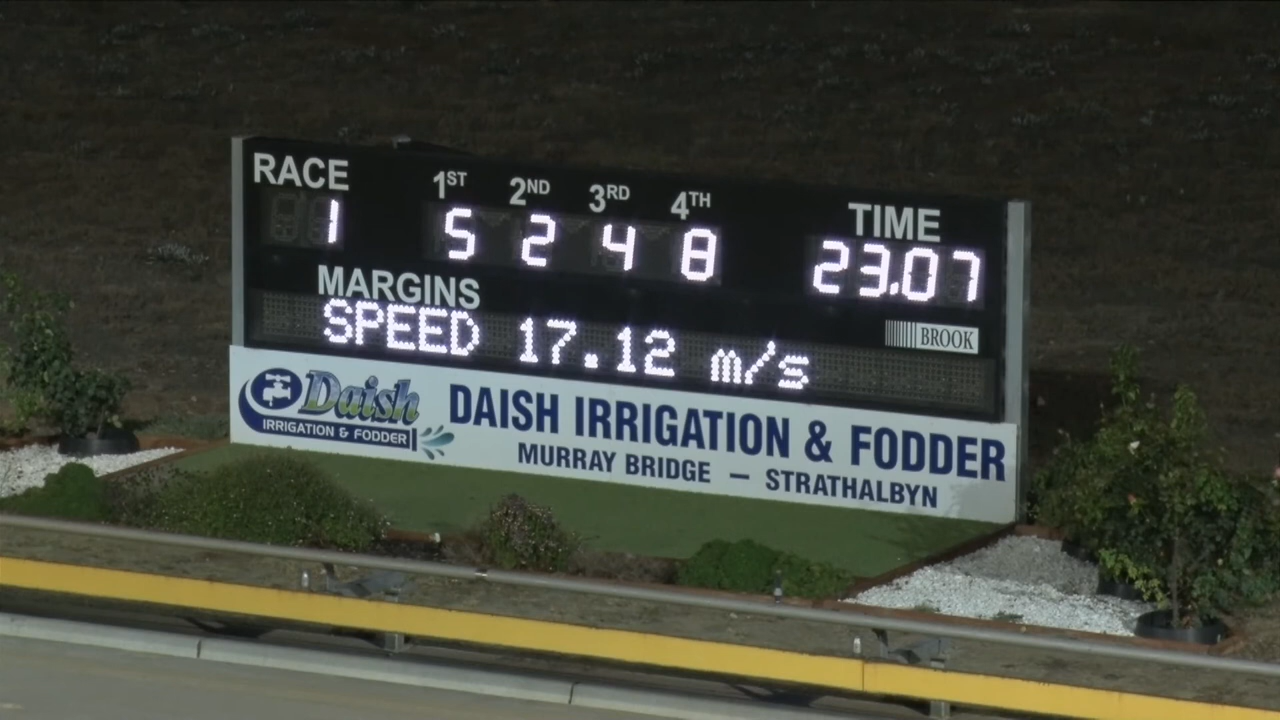 RACE 1ST 2ND 3RD 4TH TIME
1 5 2 4 8 23.07
MARGINS
SPEED 17.12 m/s
BROOK
Daish
IRRIGATION & FODDER
DAISH IRRIGATION & FODDER
MURRAY BRIDGE – STRATHALBYN